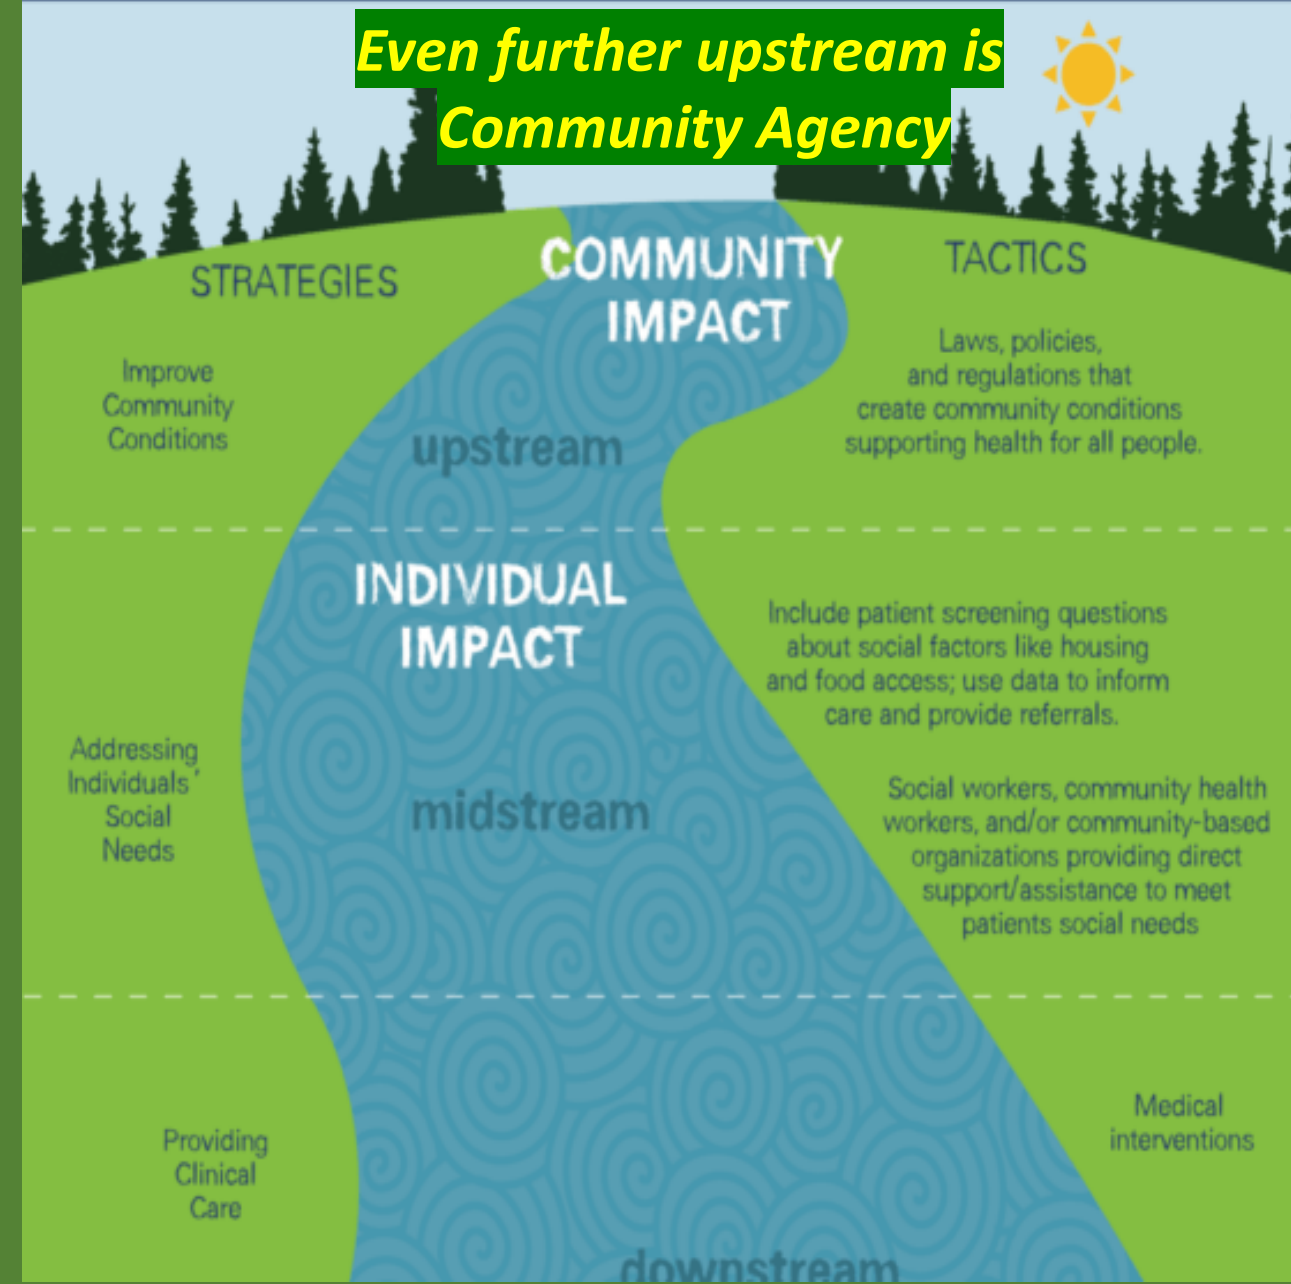 Even further upstream is
Community Agency
STRATEGIES
COMMUNITY
IMPACT
TACTICS
Improve
Community
Conditions
upstream
Laws, policies,
and regulations that
create community conditions
supporting health for all people.
INDIVIDUAL
IMPACT
Addressing
Individuals´
Social
Needs
midstream
Include patient screening questions
about social factors like housing
and food access; use data to inform
care and provide referrals.
Social workers, community health
workers, and/or community-based
organizations providing direct
support/assistance to meet
patients social needs
Providing
Clinical
Care
Medical
interventions
downstream